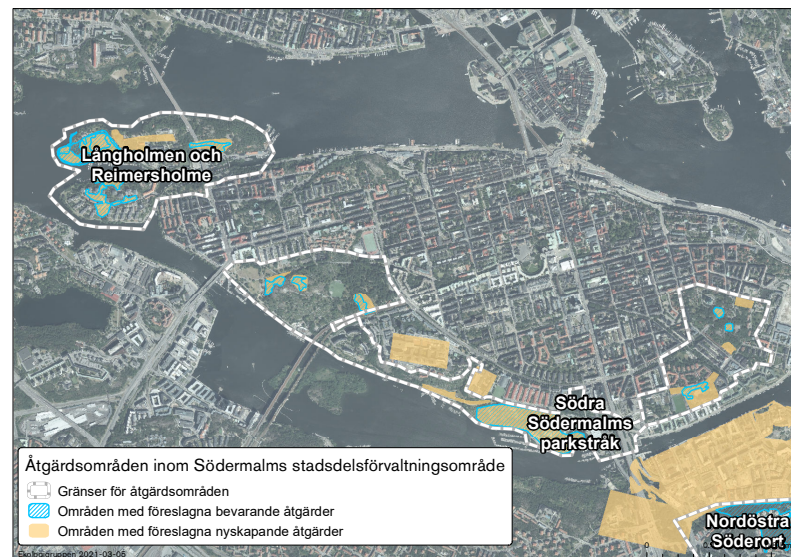 Långholmen och
Reimersholme
Södra
Södermalms
parkstråk
Nordöstra
Söderort
Åtgärdsområden inom Södermalms stadsdelsförvaltningsområde
Gränser för åtgärdsområden
Områden med föreslagna bevarande åtgärder
Områden med föreslagna nyskapande åtgärder
Ekologigruppen 2021-03-05
0